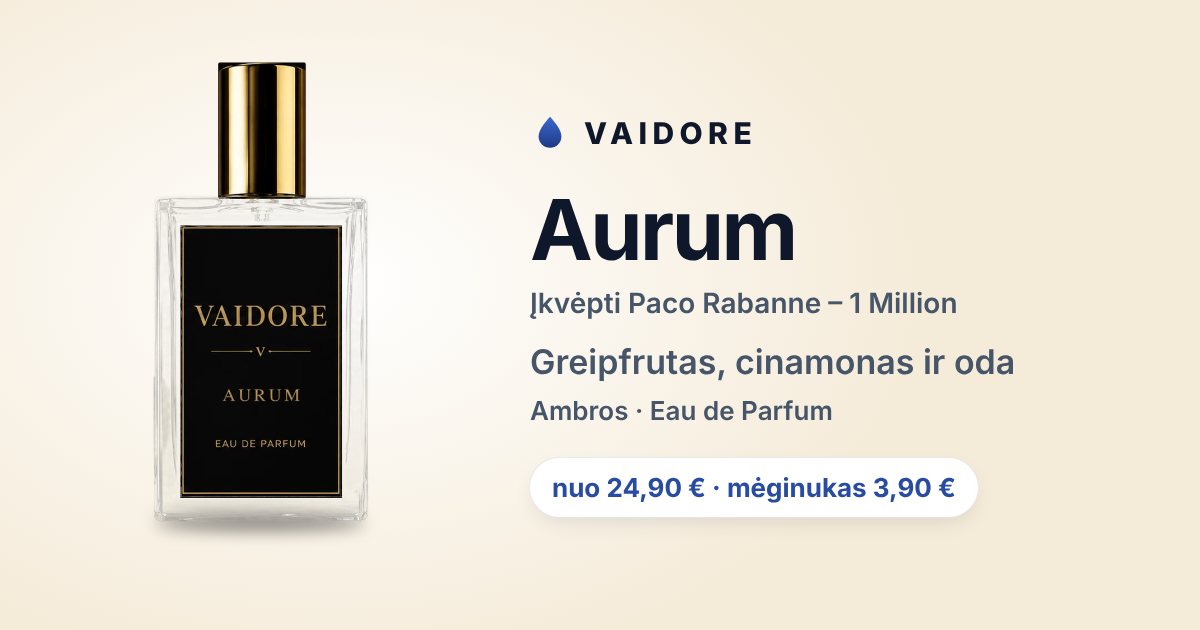 VAIDORE
V
AURUM
EAU DE PARFUM
VAIDORE
Aurum
Įkvėpti Paco Rabanne – 1 Million
Greipfrutas, cinamonas ir oda
Ambros · Eau de Parfum
nuo 24,90 € · mėginukas 3,90 €